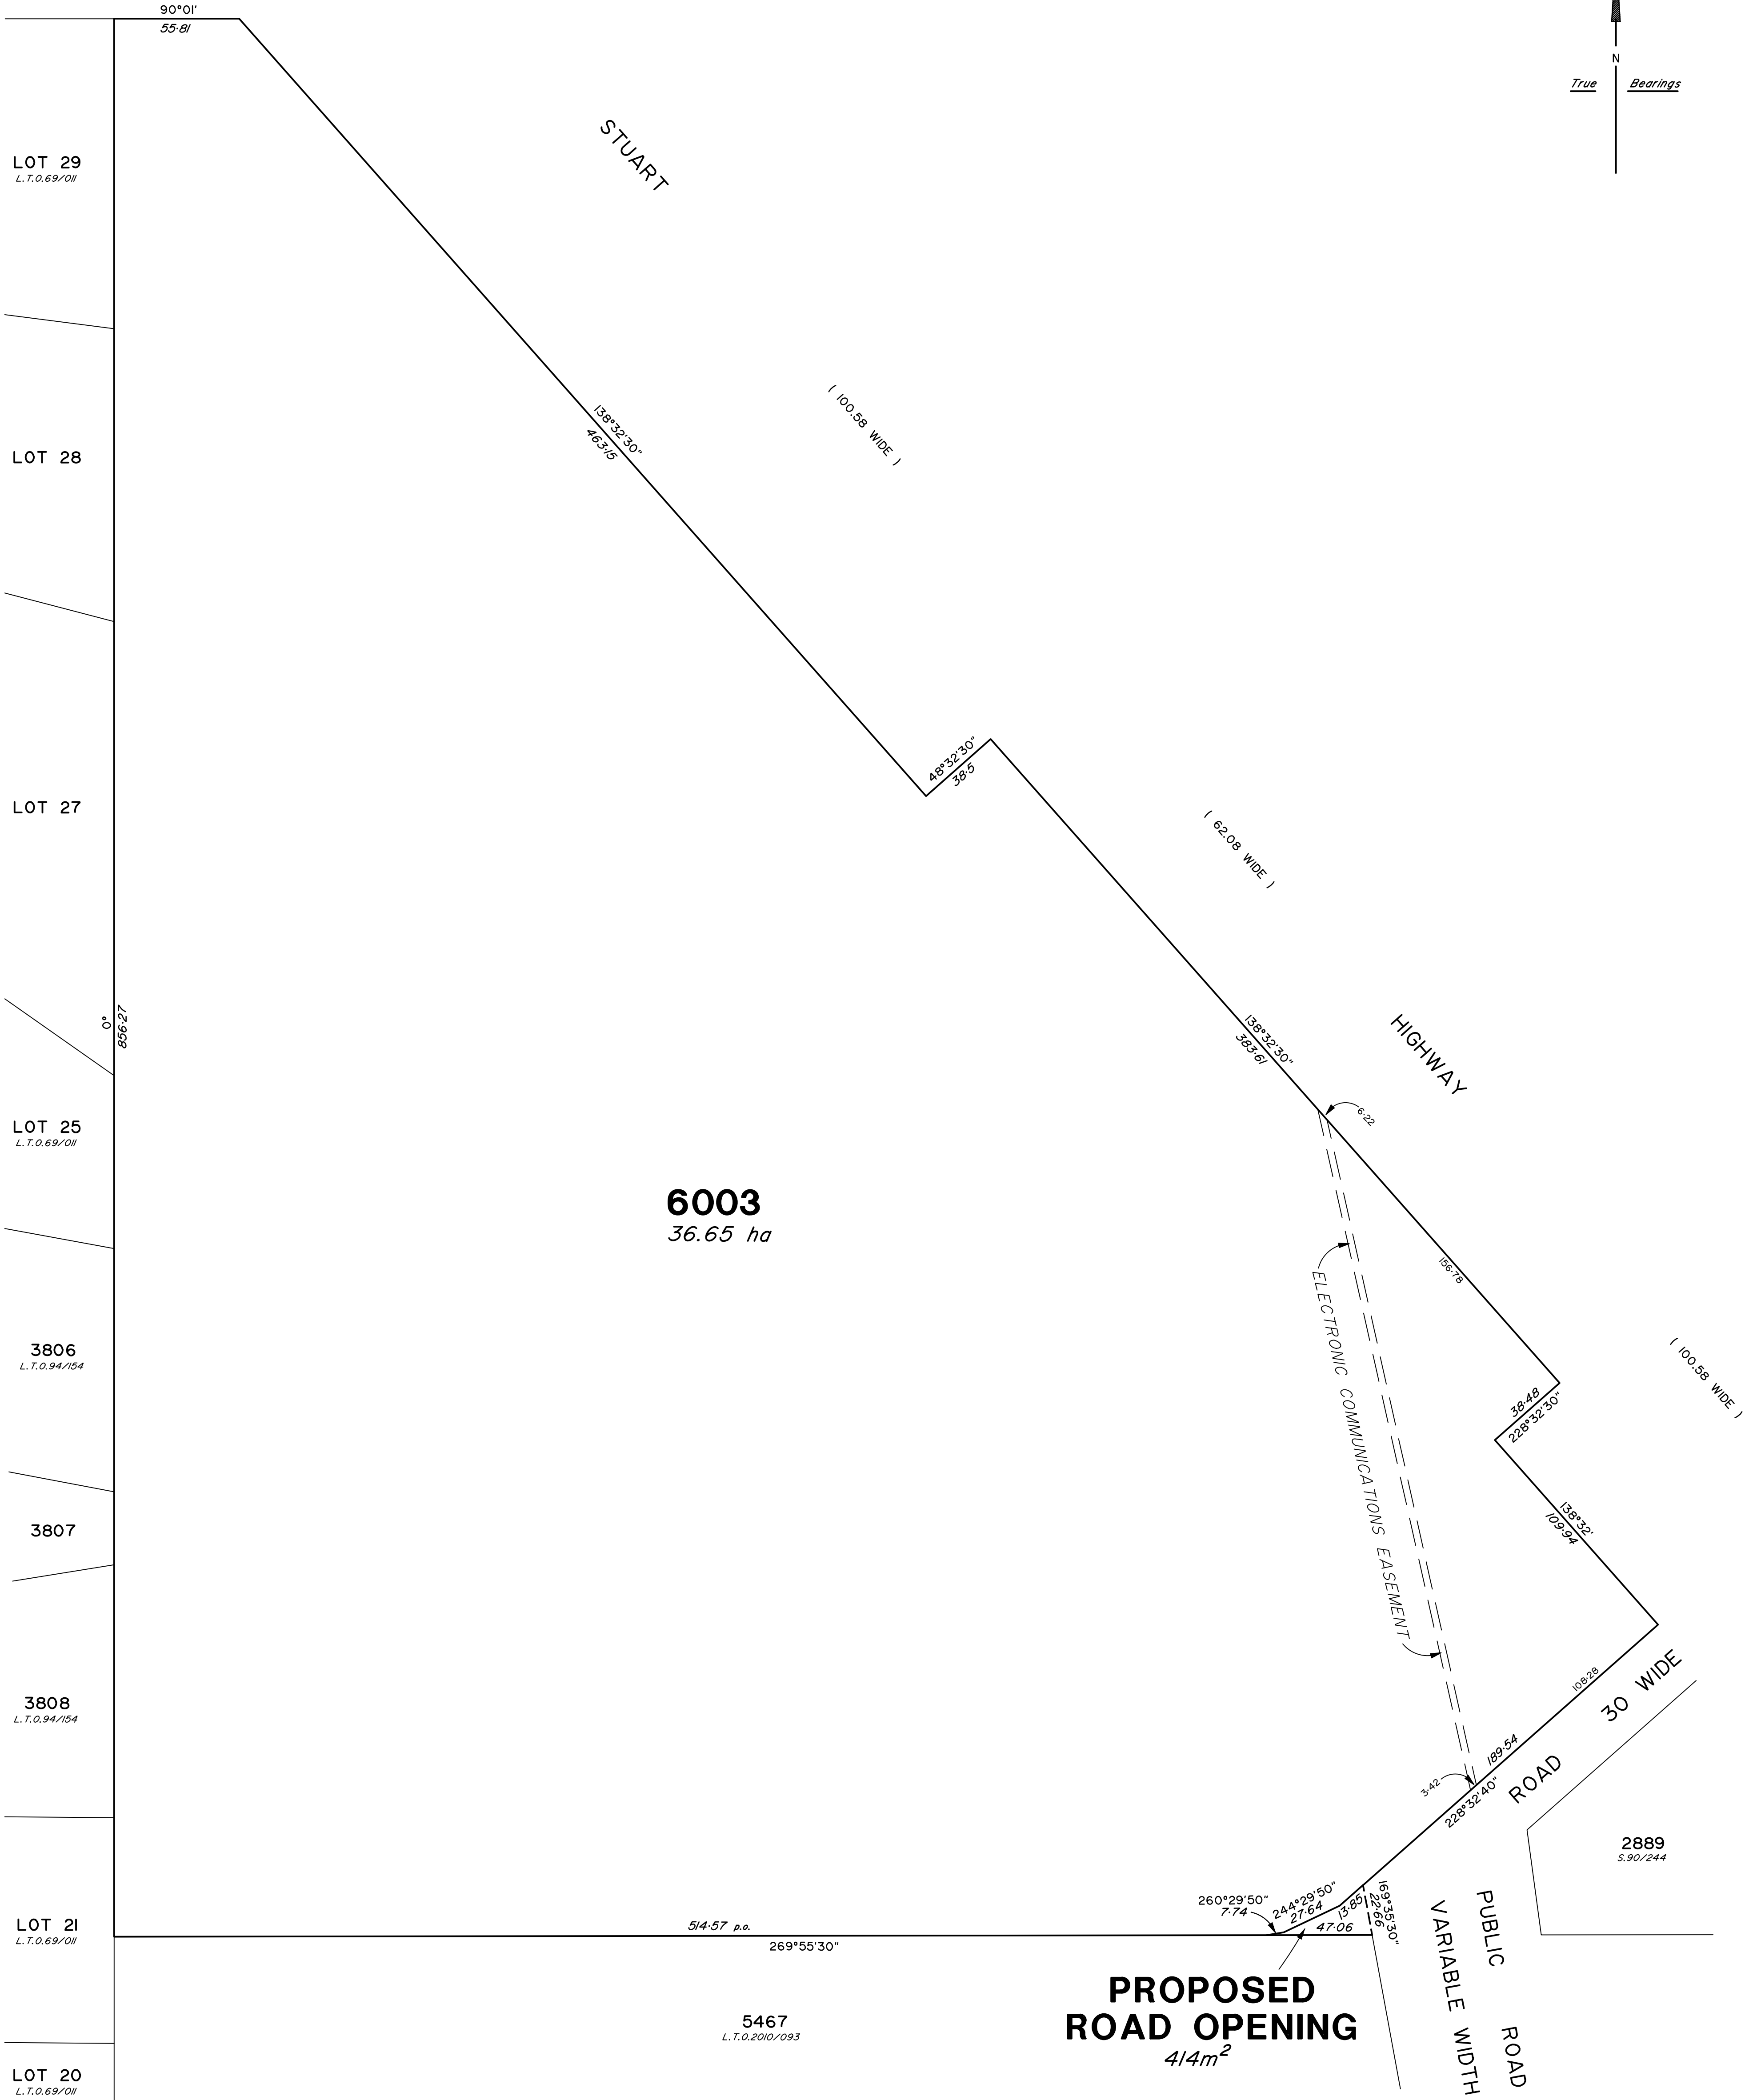 90°01'
55·81
N
True Bearings
STUART
LOT 29
L.T.O.69/011
( 100.58 WIDE )
138°32'30"
463·15
LOT 28
48°32'30"
38·5
LOT 27
( 62.08 WIDE )
0°
856·27
138°32'30"
383·61
HIGHWAY
6·22
LOT 25
L.T.O.69/011
6003
36.65 ha
156·78
ELECTRONIC COMMUNICATIONS EASEMENT
3806
L.T.O.94/154
( 100.58 WIDE )
38·48
228°32'30"
3807
138°32'
109·94
3808
L.T.O.94/154
108·28
30 WIDE
189·54
ROAD
3·42
228°32'40"
2889
S.90/244
LOT 21
L.T.O.69/011
514·57 p.o.
269°55'30"
260°29'50"
7·74
244°29'50"
27·64
13·85
47·06
169°35'30"
22·66
PUBLIC ROAD
VARIABLE WIDTH
PROPOSED
ROAD OPENING
414m²
5467
L.T.O.2010/093
LOT 20
L.T.O.69/011